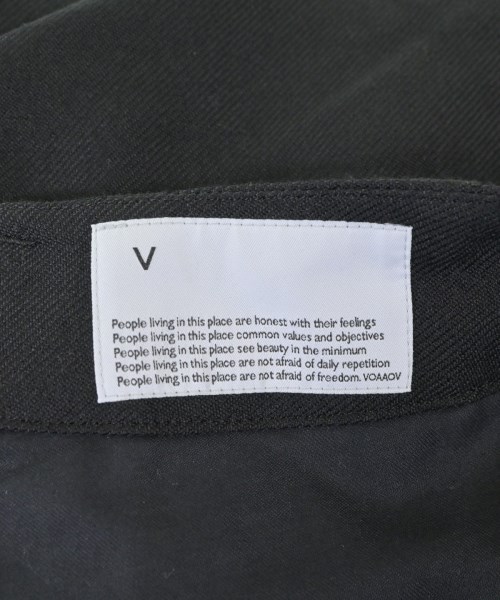 V
People living in this place are honest with their feelings
People living in this place common values and objectives
People living in this place see beauty in the minimum
People living in this place are not afraid of daily repetition
People living in this place are not afraid of freedom. VOAAOV